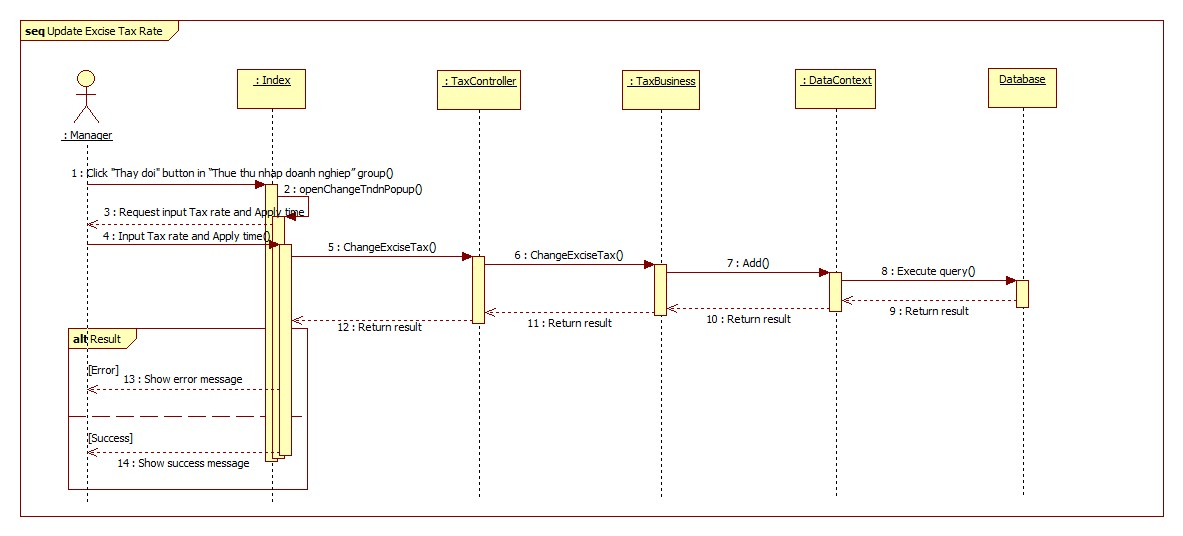 seq Update Excise Tax Rate
: Index
: TaxController
: TaxBusiness
: DataContext
Database
: Manager
1 : Click "Thay doi" button in "Thue thu nhap doanh nghiep" group()
2 : openChangeTndnPopup()
3 : Request input Tax rate and Apply time
4 : Input Tax rate and Apply time()
5 : ChangeExciseTax()
6 : ChangeExciseTax()
7 : Add()
8 : Execute query()
9 : Return result
10 : Return result
11 : Return result
12 : Return result
alt Result
[Error]
13 : Show error message
[Success]
14 : Show success message